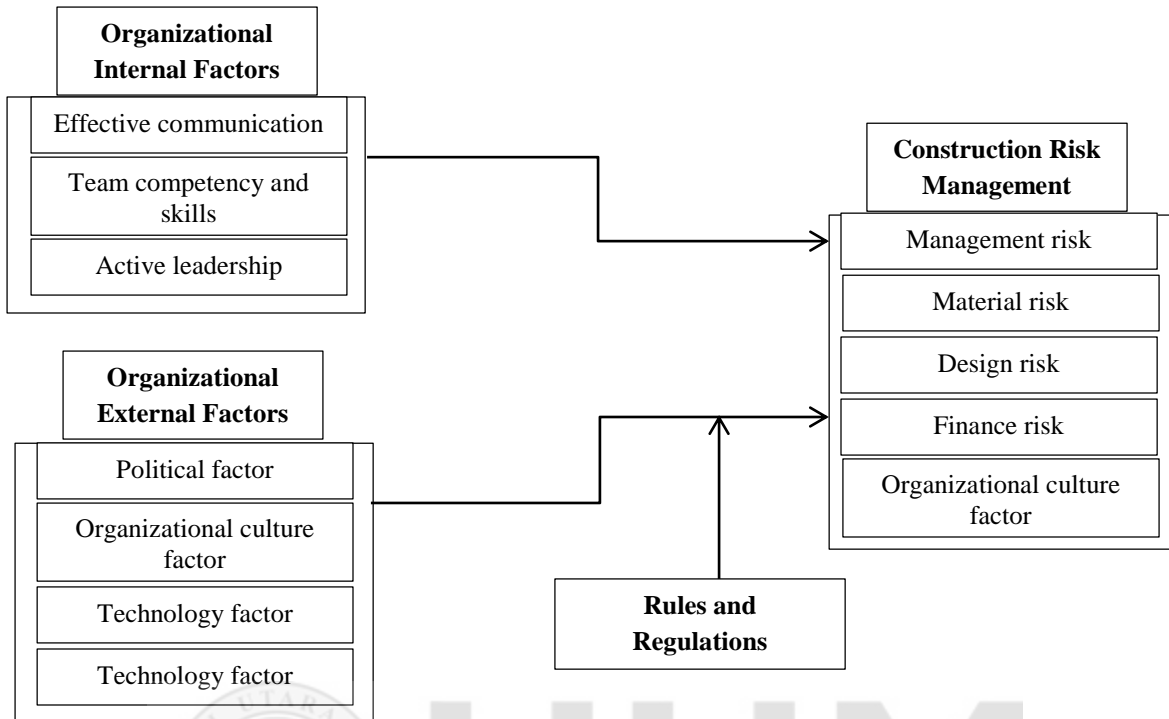 Organizational
Internal Factors
Effective communication
Team competency and
skills
Active leadership
Organizational
External Factors
Political factor
Organizational culture
factor
Technology factor
Technology factor
Rules and
Regulations
Construction Risk
Management
Management risk
Material risk
Design risk
Finance risk
Organizational culture
factor
UTARA